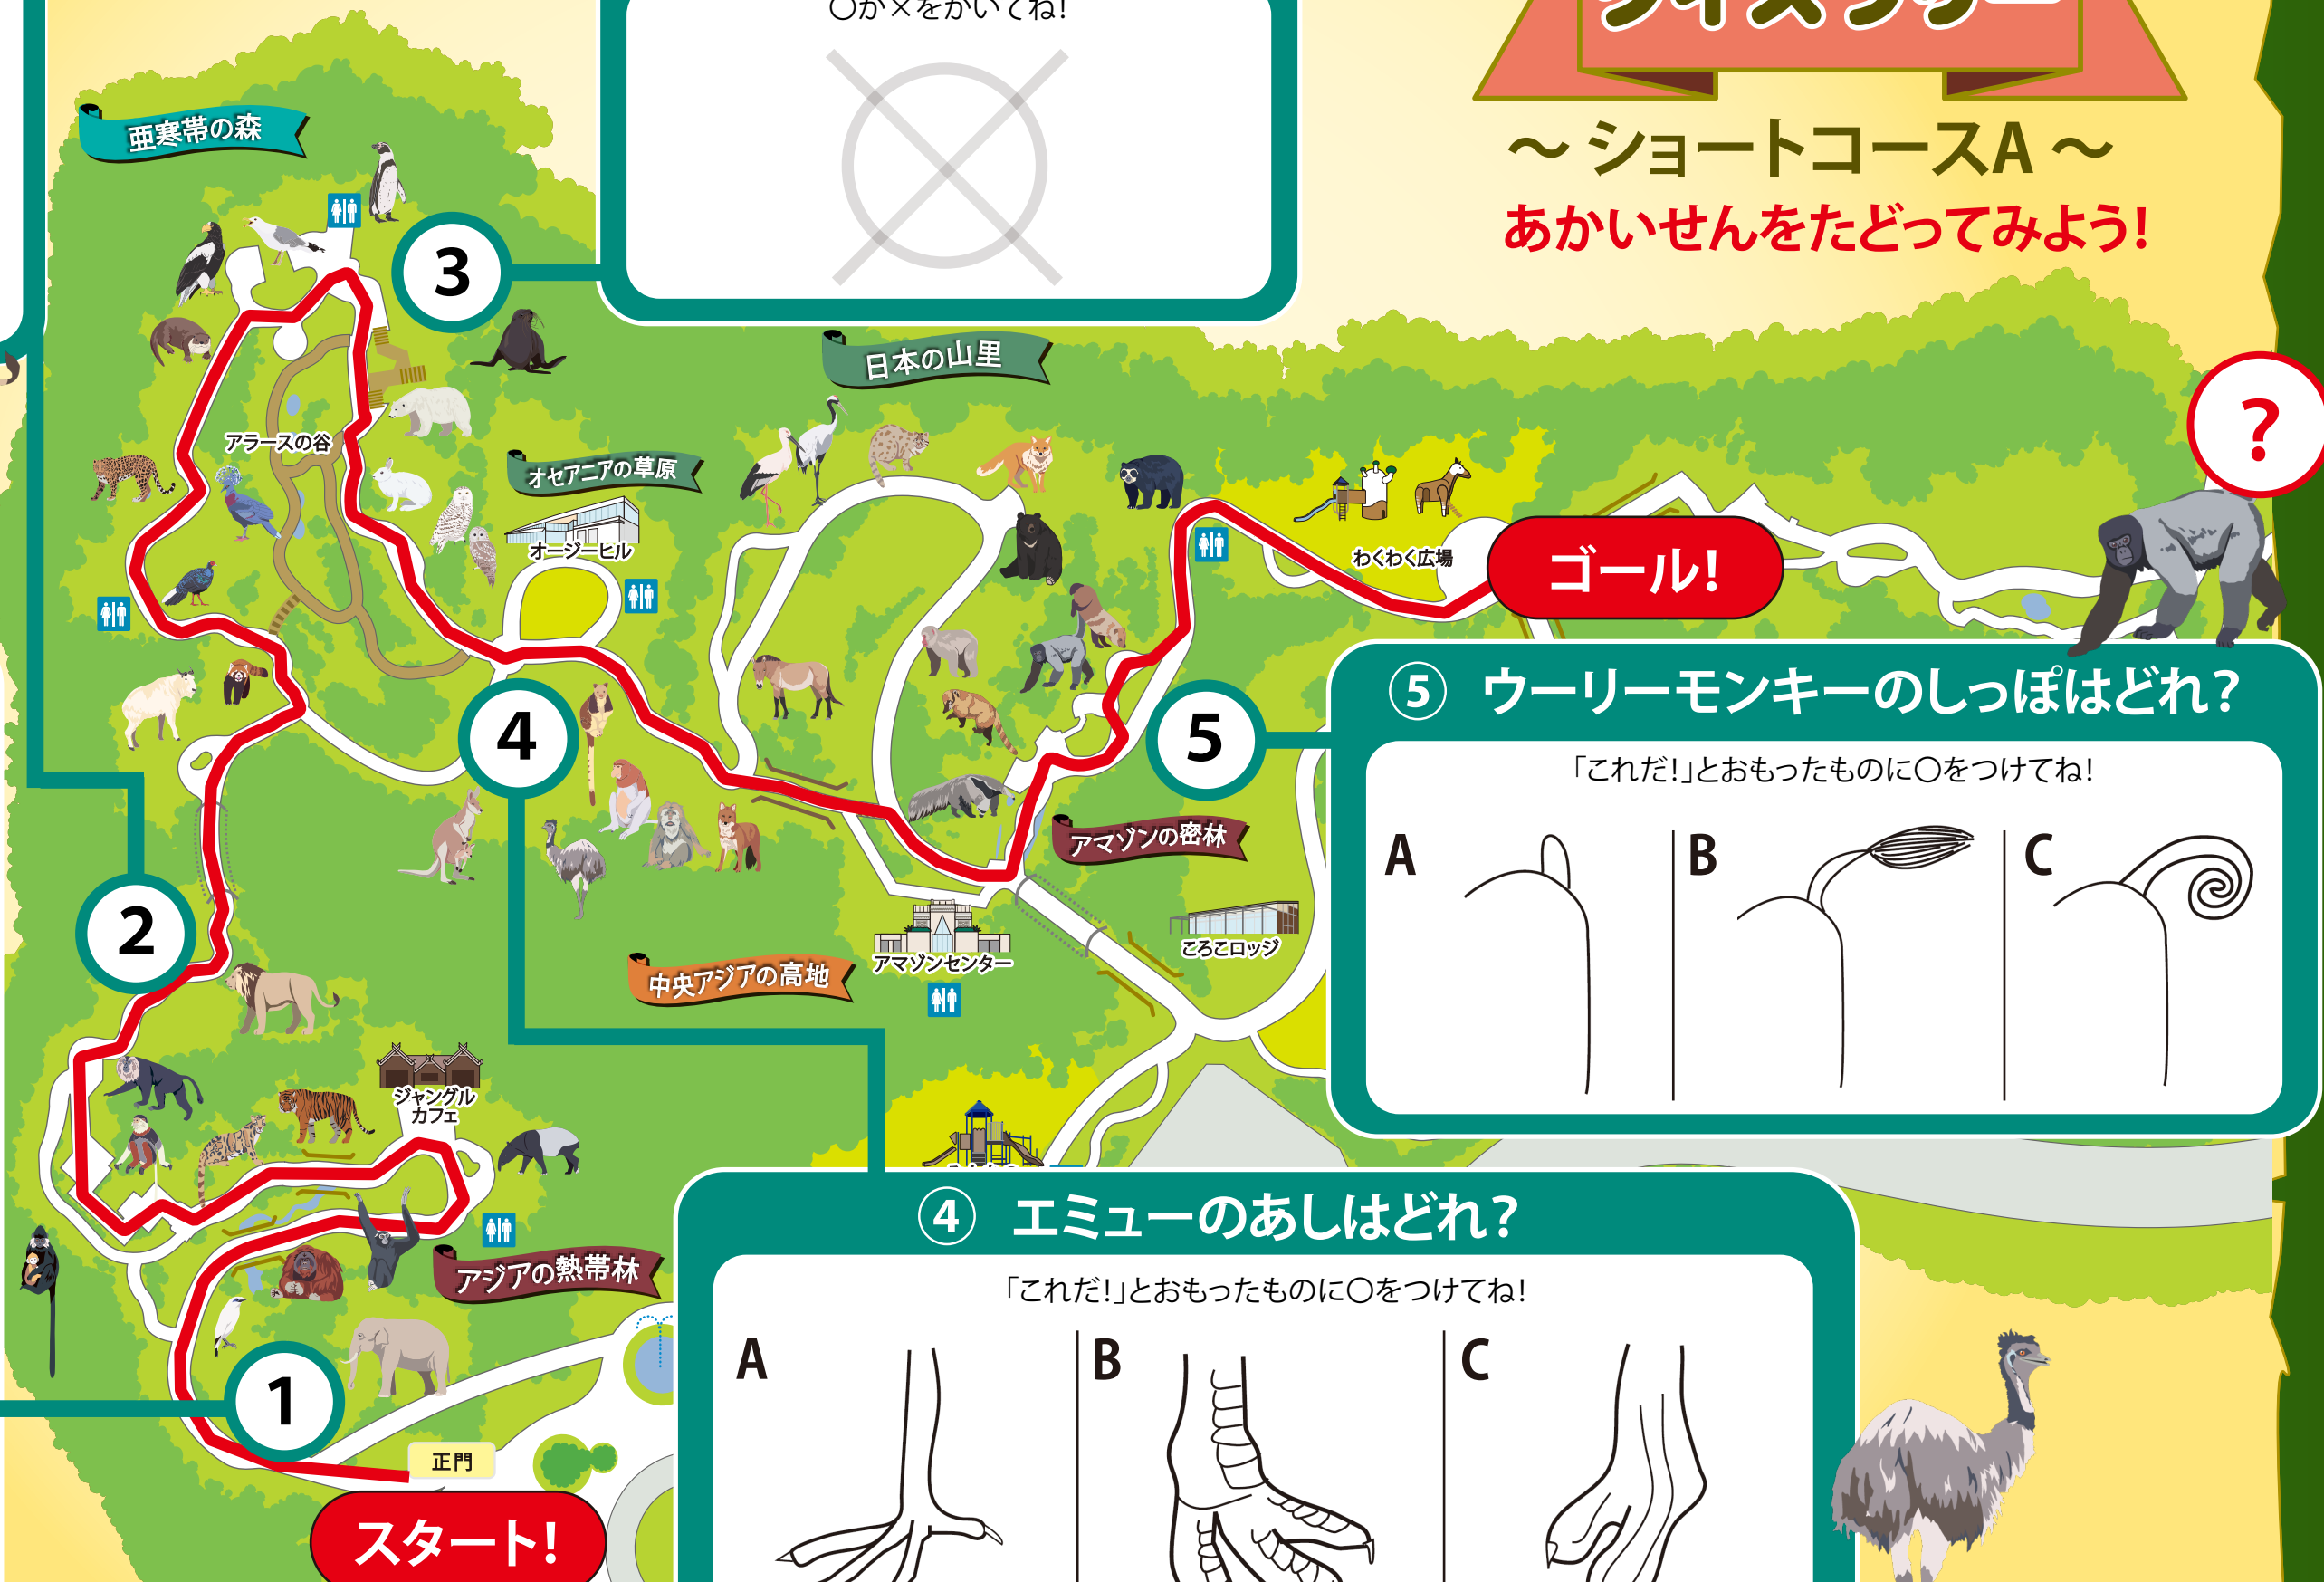 〇か×をかいてね!
クイズラリー
～ ショートコースA ～
あかいせんをたどってみよう!
亜寒帯の森
3
日本の山里
?
アラースの谷
オセアニアの草原
オージーヒル
わくわく広場
ゴール!
4
5
⑤ ウーリーモンキーのしっぽはどれ?
「これだ!」とおもったものに〇をつけてね!
A
B
C
アマゾンの密林
2
アマゾンセンター
ころころロッジ
中央アジアの高地
ジャングル
カフェ
④ エミューのあしはどれ?
アジアの熱帯林
「これだ!」とおもったものに〇をつけてね!
A
B
C
1
正門
スタート!